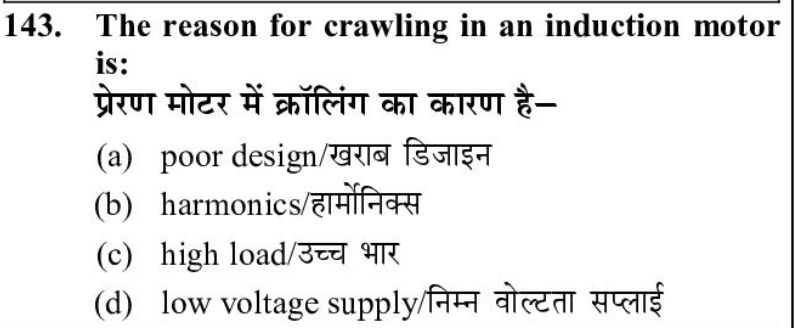 143. The reason for crawling in an induction motor
is:
प्रेरण मोटर में क्रॉलिंग का कारण है–
(a) poor design/खराब डिजाइन
(b) harmonics/हार्मोनिक्स
(c) high load/उच्च भार
(d) low voltage supply/निम्न वोल्टता सप्लाई